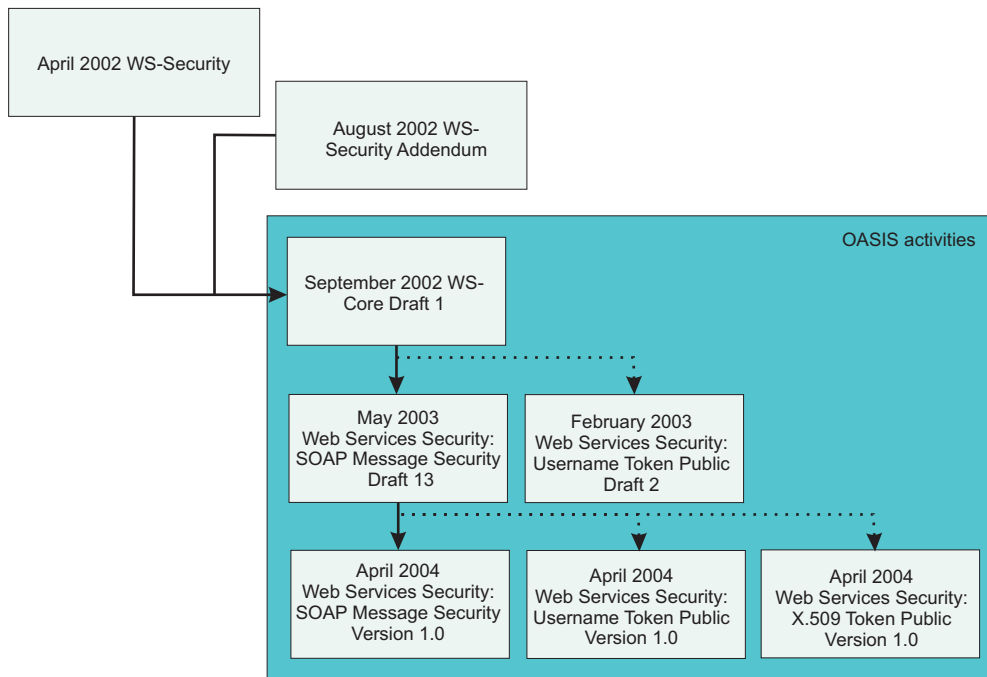 April 2002 WS-Security
August 2002 WS-
Security Addendum
OASIS activities
September 2002 WS-
Core Draft 1
May 2003
Web Services Security:
SOAP Message Security
Draft 13
February 2003
Web Services Security:
Username Token Public
Draft 2
April 2004
Web Services Security:
SOAP Message Security
Version 1.0
April 2004
Web Services Security:
Username Token Public
Version 1.0
April 2004
Web Services Security:
X.509 Token Public
Version 1.0